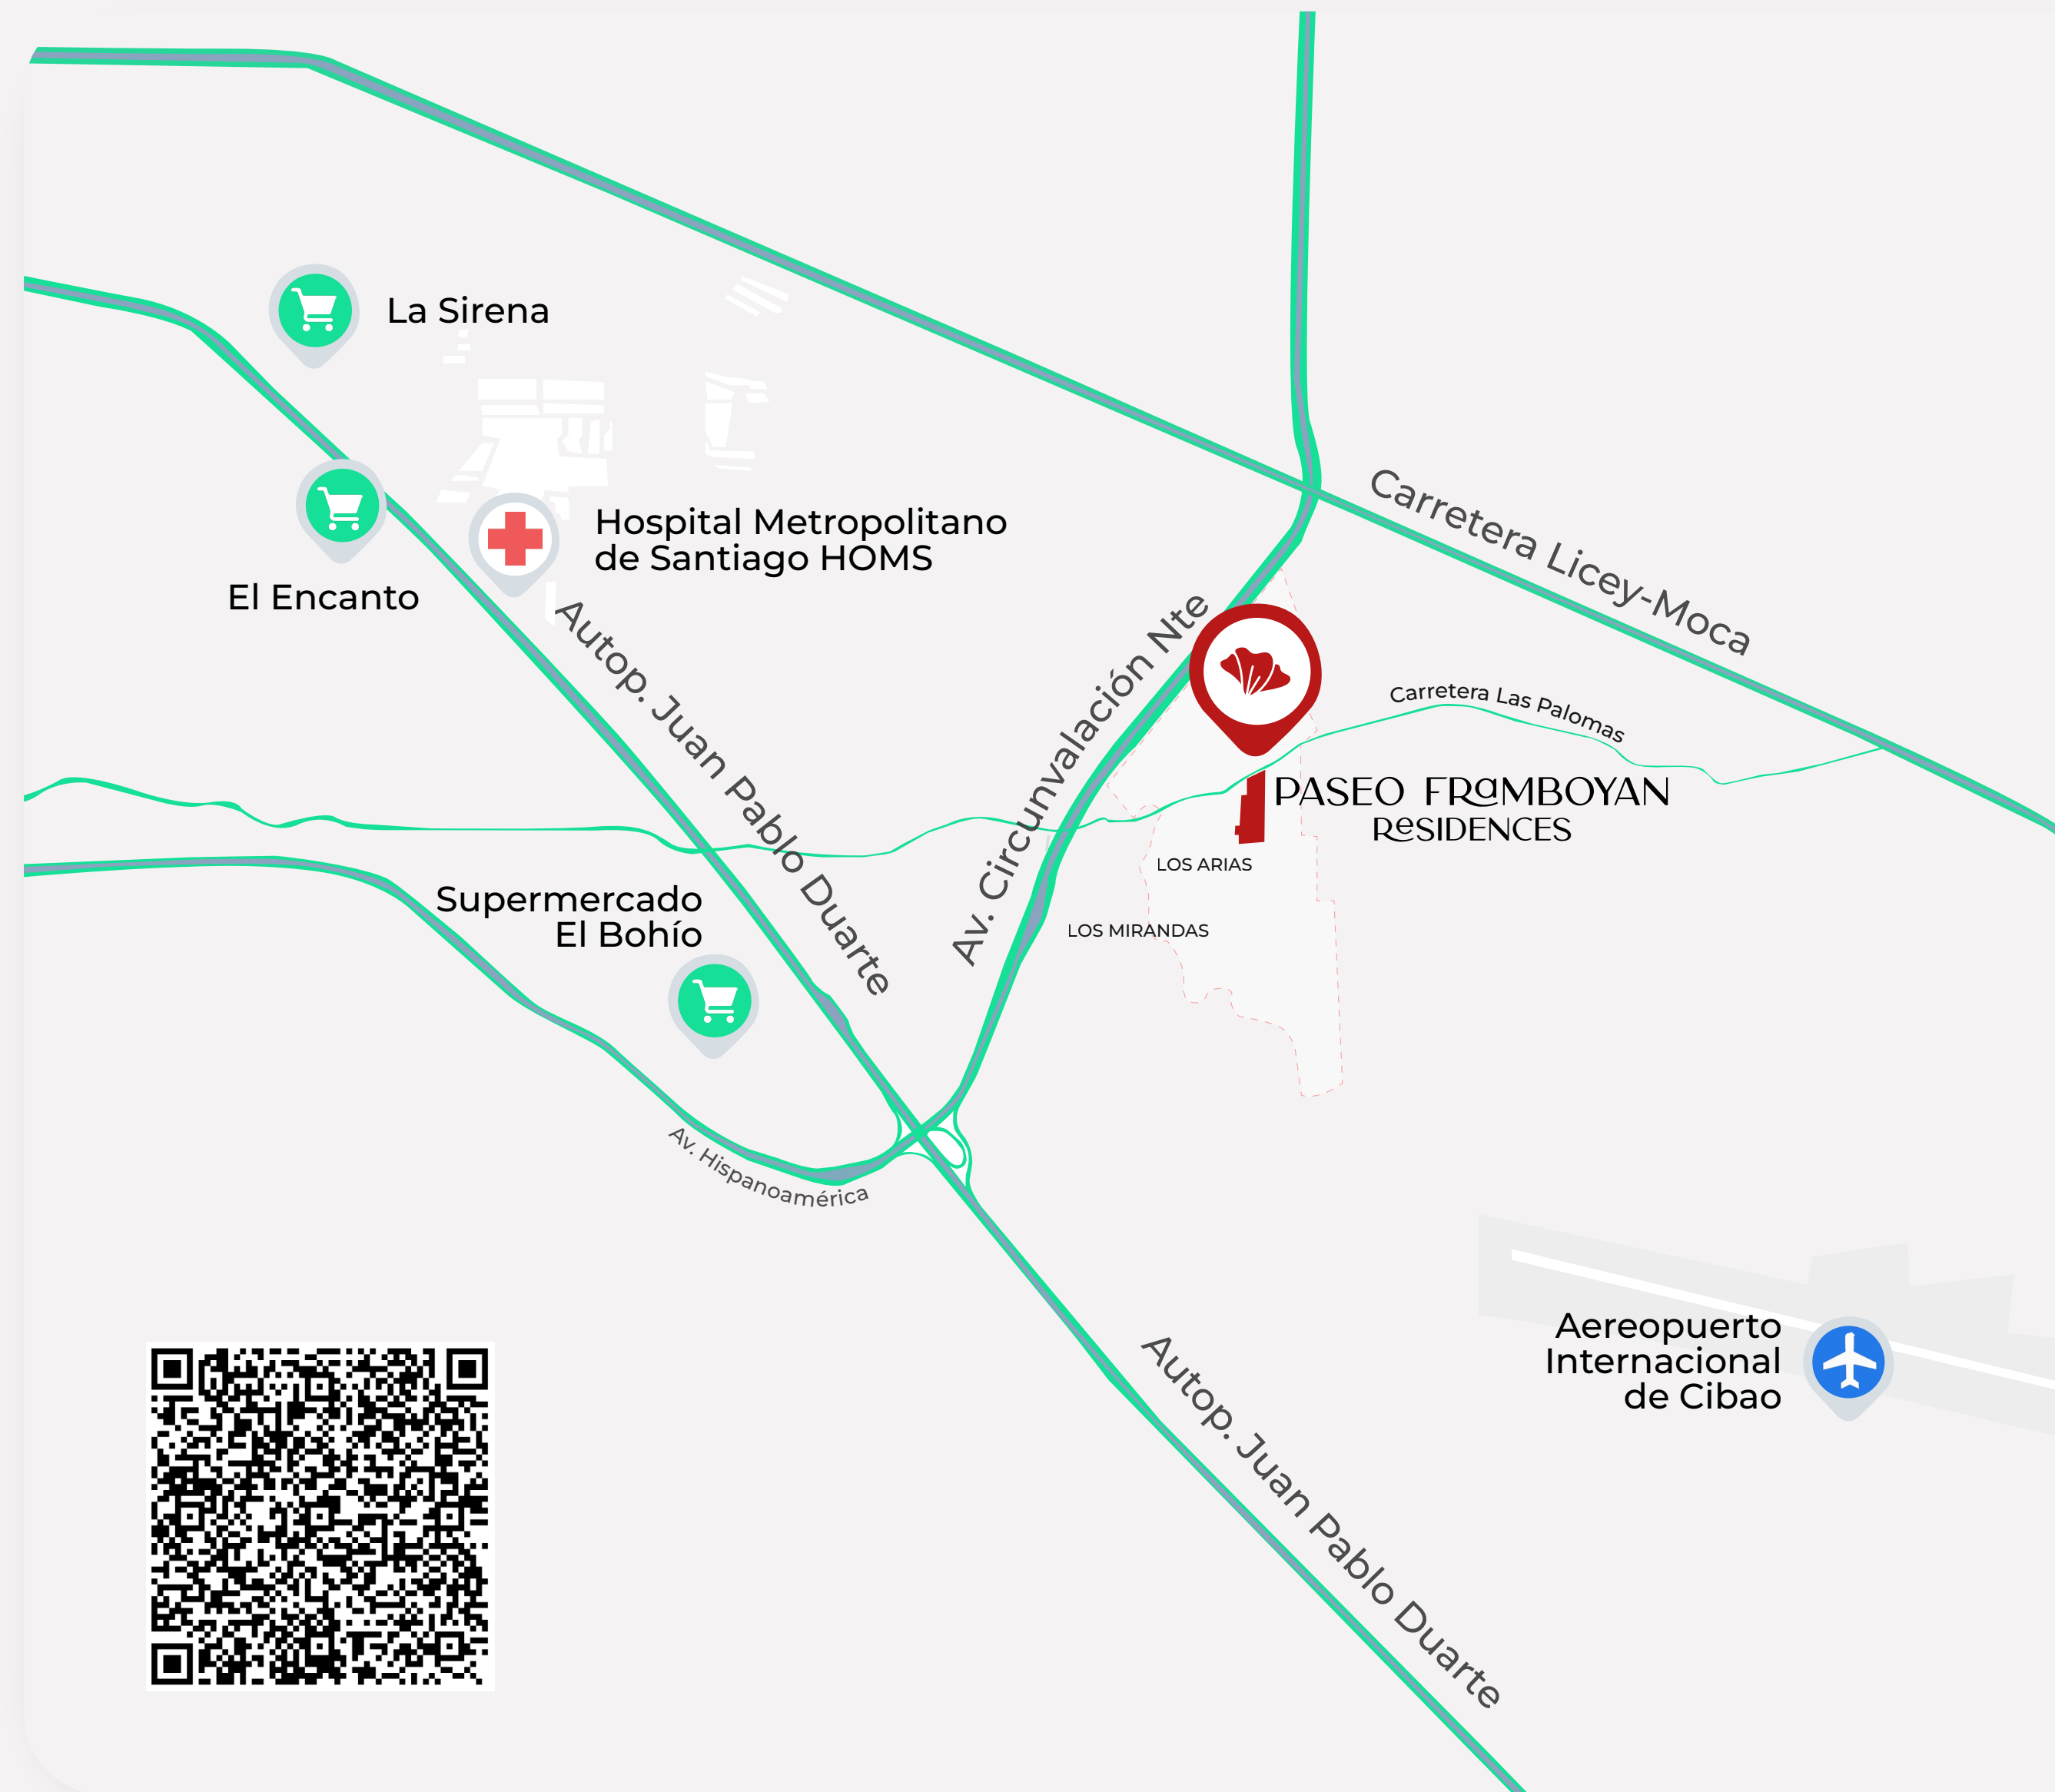 La Sirena
El Encanto
Hospital Metropolitano
de Santiago HOMS
Carretera Licey-Moca
Autop. Juan Pablo Duarte
Av. Circunvalación Nte
Carretera Las Palomas
PASEO FRaMBOYAN
ReSIDENCES
LOS ARIAS
LOS MIRANDAS
Supermercado
El Bohío
Av. Hispanoamérica
Aereopuerto
Internacional
de Cibao
Autop. Juan Pablo Duarte